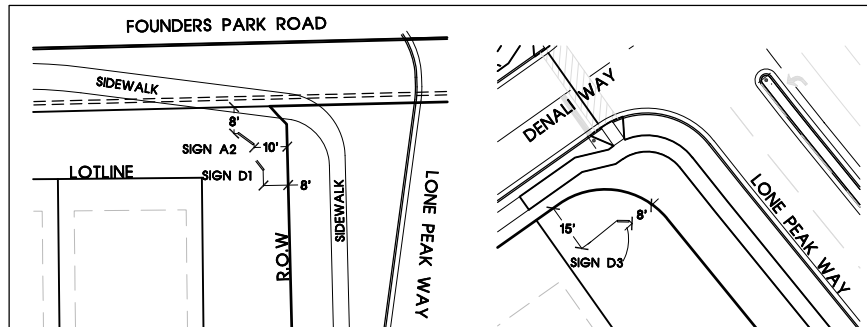 FOUNDERS PARK ROAD
SIDEWALK
8'
SIGN A2
10'
LOTLINE
SIGN D1
8'
R.O.W
SIDEWALK
LONE PEAK WAY
DENALI WAY
LONE PEAK WAY
15'
8'
SIGN D3